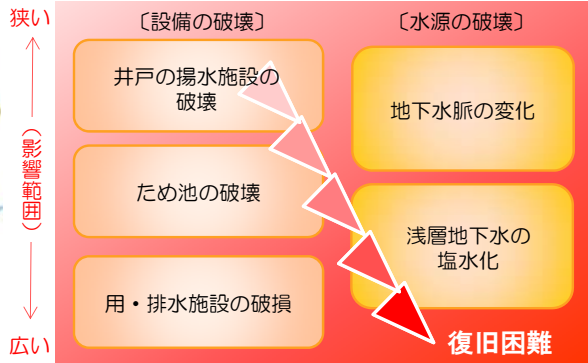 狭い
(影響範囲)
広い
〔設備の破壊〕
井戸の揚水施設の
破壊
ため池の破壊
用・排水施設の破損
〔水源の破壊〕
地下水脈の変化
浅層地下水の
塩水化
復旧困難